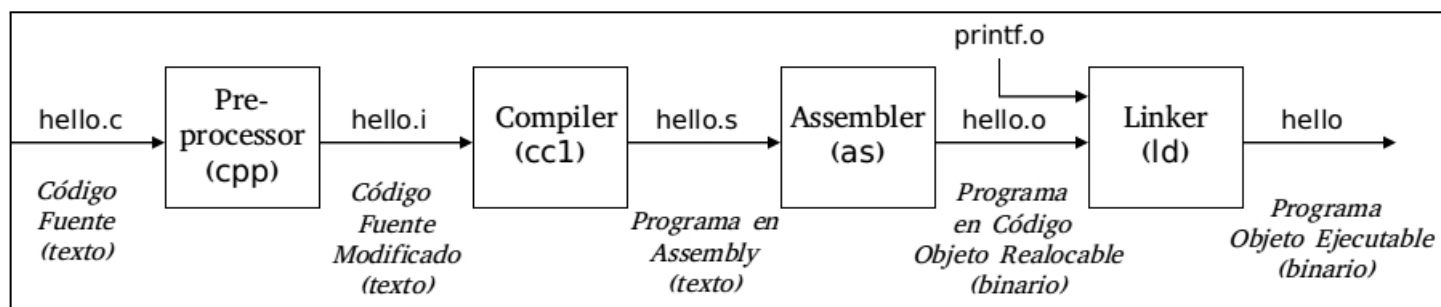 printf.o
hello.c
Pre-
processor
(cpp)
hello.i
Compiler
(cc1)
hello.s
Assembler
(as)
hello.o
Linker
(ld)
hello
Código
Fuente
(texto)
Código
Fuente
Modificado
(texto)
Programa en
Assembly
(texto)
Programa
en Código
Objeto Realocable
(binario)
Programa
Objeto Ejecutable
(binario)